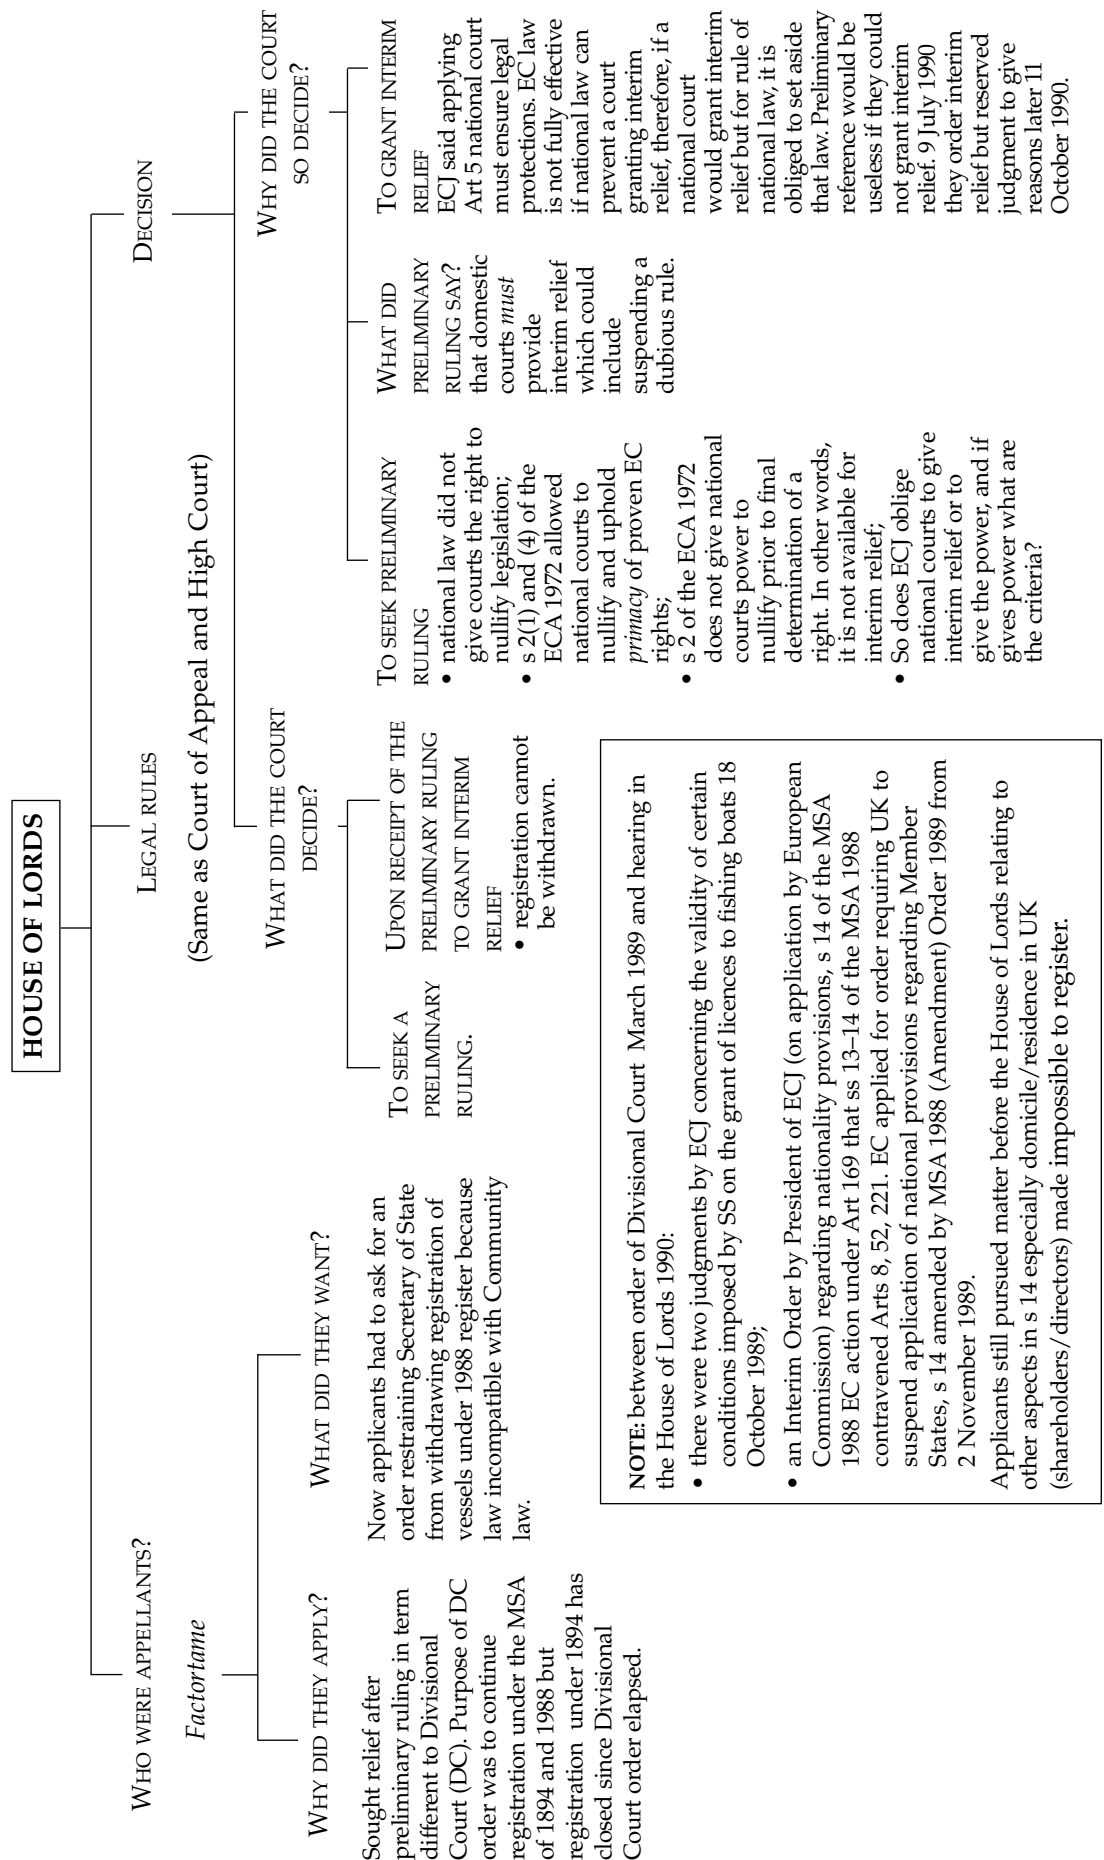 HOUSE OF LORDS
WHO WERE APPELLANTS?
Factortame
WHY DID THEY APPLY?
Sought relief after
preliminary ruling in term
different to Divisional
Court (DC). Purpose of DC
order was to continue
registration under the MSA
of 1894 and 1988 but
registration under 1894 has
closed since Divisional
Court order elapsed.
WHAT DID THEY WANT?
Now applicants had to ask for an
order restraining Secretary of State
from withdrawing registration of
vessels under 1988 register because
law incompatible with Community
law.
LEGAL RULES
(Same as Court of Appeal and High Court)
DECISION
WHAT DID THE COURT
DECIDE?
TO SEEK A
PRELIMINARY
RULING.
UPON RECEIPT OF THE
PRELIMINARY RULING
TO GRANT INTERIM
RELIEF
• registration cannot
be withdrawn.
WHY DID THE COURT
SO DECIDE?
TO SEEK PRELIMINARY
RULING
• national law did not
give courts the right to
nullify legislation;
• s 2(1) and (4) of the
ECA 1972 allowed
national courts to
nullify and uphold
primacy of proven EC
rights;
• s 2 of the ECA 1972
does not give national
courts power to
nullify prior to final
determination of a
right. In other words,
it is not available for
interim relief;
• So does ECJ oblige
national courts to give
interim relief or to
give the power, and if
gives power what are
the criteria?
WHAT DID
PRELIMINARY
RULING SAY?
that domestic
courts must
provide
interim relief
which could
include
suspending a
dubious rule.
TO GRANT INTERIM
RELIEF
ECJ said applying
Art 5 national court
must ensure legal
protections. EC law
is not fully effective
if national law can
prevent a court
granting interim
relief, therefore, if a
national court
would grant interim
relief but for rule of
national law, it is
obliged to set aside
that law. Preliminary
reference would be
useless if they could
not grant interim
relief. 9 July 1990
they order interim
relief but reserved
judgment to give
reasons later 11
October 1990.
NOTE: between order of Divisional Court March 1989 and hearing in
the House of Lords 1990:
• there were two judgments by ECJ concerning the validity of certain
conditions imposed by SS on the grant of licences to fishing boats 18
October 1989;
• an Interim Order by President of ECJ (on application by European
Commission) regarding nationality provisions, s 14 of the MSA
1988 EC action under Art 169 that ss 13–14 of the MSA 1988
contravened Arts 8, 52, 221. EC applied for order requiring UK to
suspend application of national provisions regarding Member
States, s 14 amended by MSA 1988 (Amendment) Order 1989 from
2 November 1989.
Applicants still pursued matter before the House of Lords relating to
other aspects in s 14 especially domicile/residence in UK
(shareholders/directors) made impossible to register.